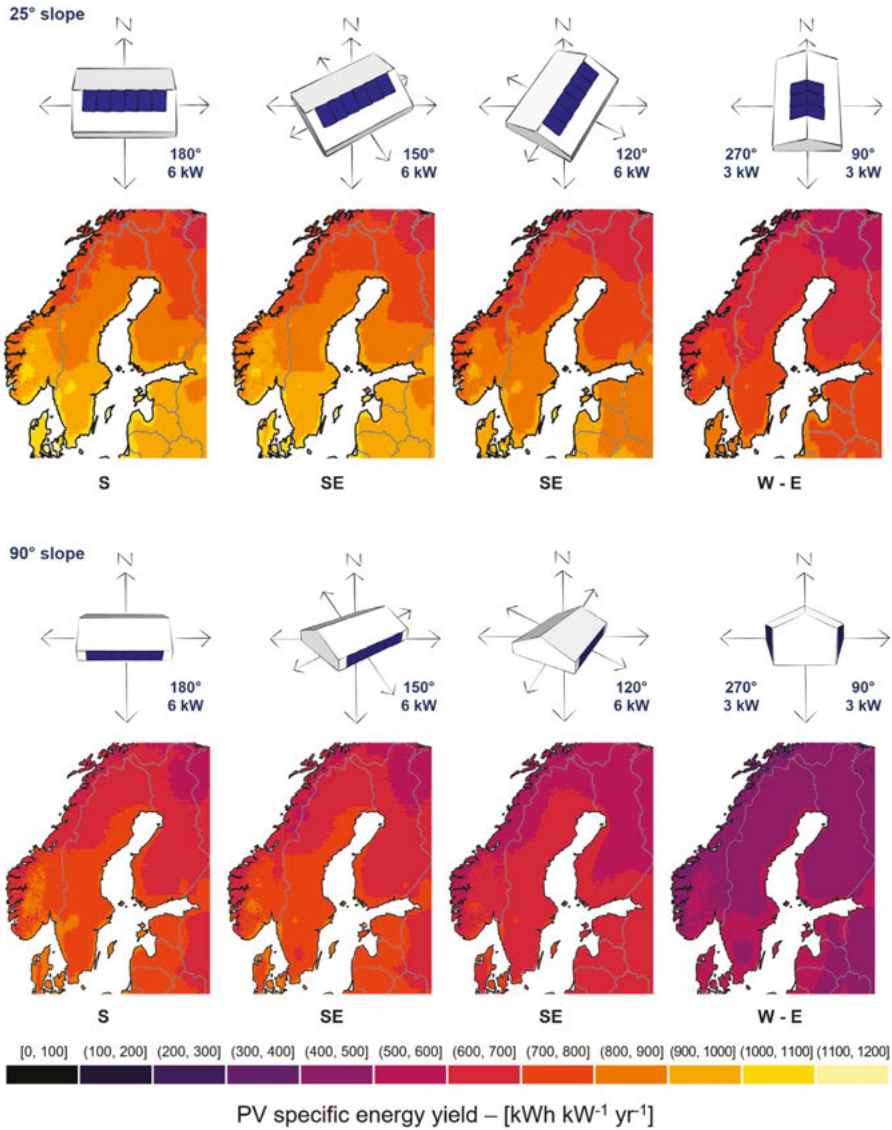 25° slope
N N N N
180° 150° 120° 270° 90°
6 kW 6 kW 6 kW 3 kW 3 kW
S SE SE W - E
90° slope
N N N N
180° 150° 120° 270° 90°
6 kW 6 kW 6 kW 3 kW 3 kW
S SE SE W - E
[0, 100] (100, 200] (200, 300] (300, 400] (400, 500] (500, 600] (600, 700] (700, 800] (800, 900] (900, 1000] (1000, 1100] (1100, 1200]
PV specific energy yield – [kWh kW⁻¹ yr⁻¹]